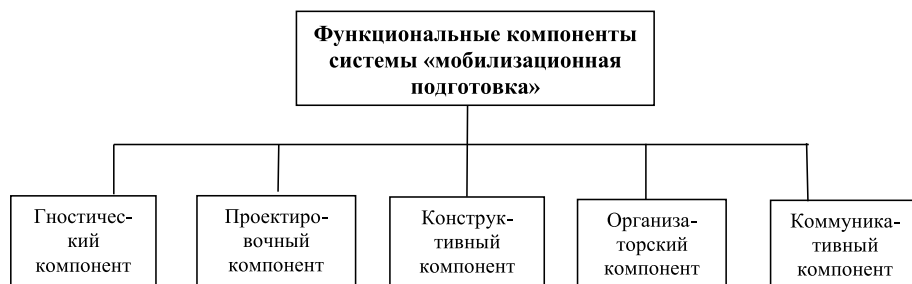 Функциональные компоненты
системы «мобилизационная
подготовка»
Гностичес-
кий
компонент
Проектиро-
вочный
компонент
Конструк-
тивный
компонент
Организа-
торский
компонент
Коммуника-
тивный
компонент